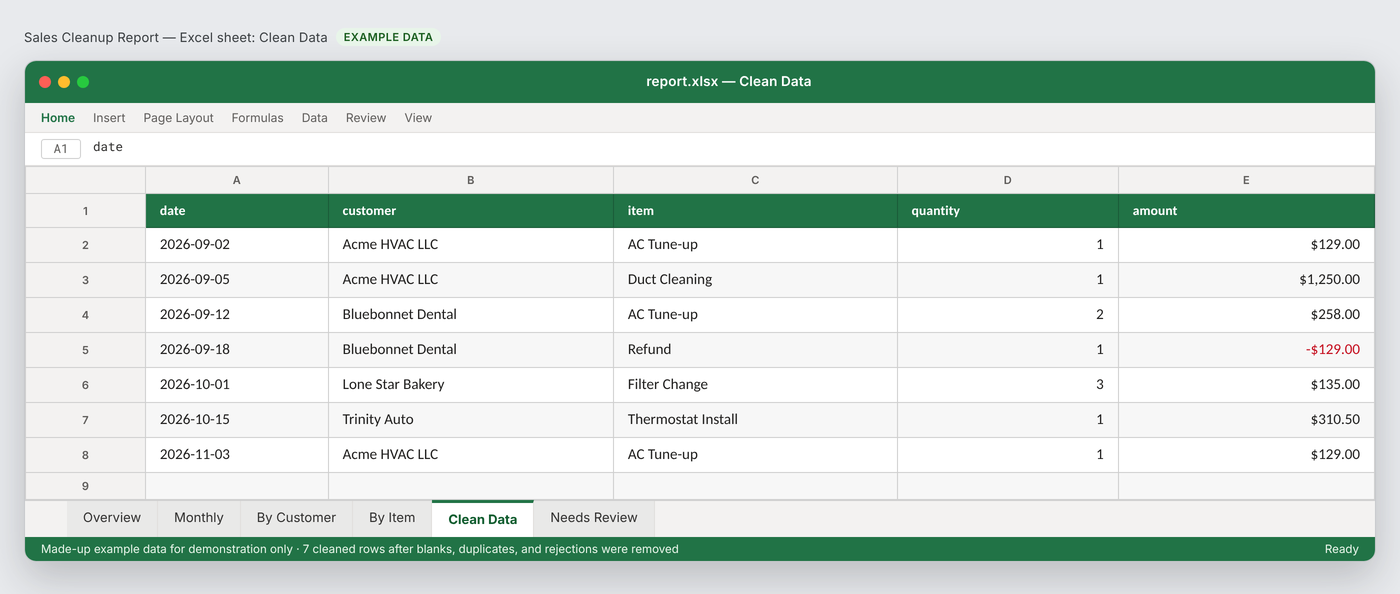 Sales Cleanup Report — Excel sheet: Clean Data EXAMPLE DATA
report.xlsx — Clean Data
Home Insert Page Layout Formulas Data Review View
A1 date
A B C D E
1 date customer item quantity amount
2 2026-09-02 Acme HVAC LLC AC Tune-up 1 $129.00
3 2026-09-05 Acme HVAC LLC Duct Cleaning 1 $1,250.00
4 2026-09-12 Bluebonnet Dental AC Tune-up 2 $258.00
5 2026-09-18 Bluebonnet Dental Refund 1 -$129.00
6 2026-10-01 Lone Star Bakery Filter Change 3 $135.00
7 2026-10-15 Trinity Auto Thermostat Install 1 $310.50
8 2026-11-03 Acme HVAC LLC AC Tune-up 1 $129.00
9
Overview Monthly By Customer By Item Clean Data Needs Review
Made-up example data for demonstration only · 7 cleaned rows after blanks, duplicates, and rejections were removed Ready